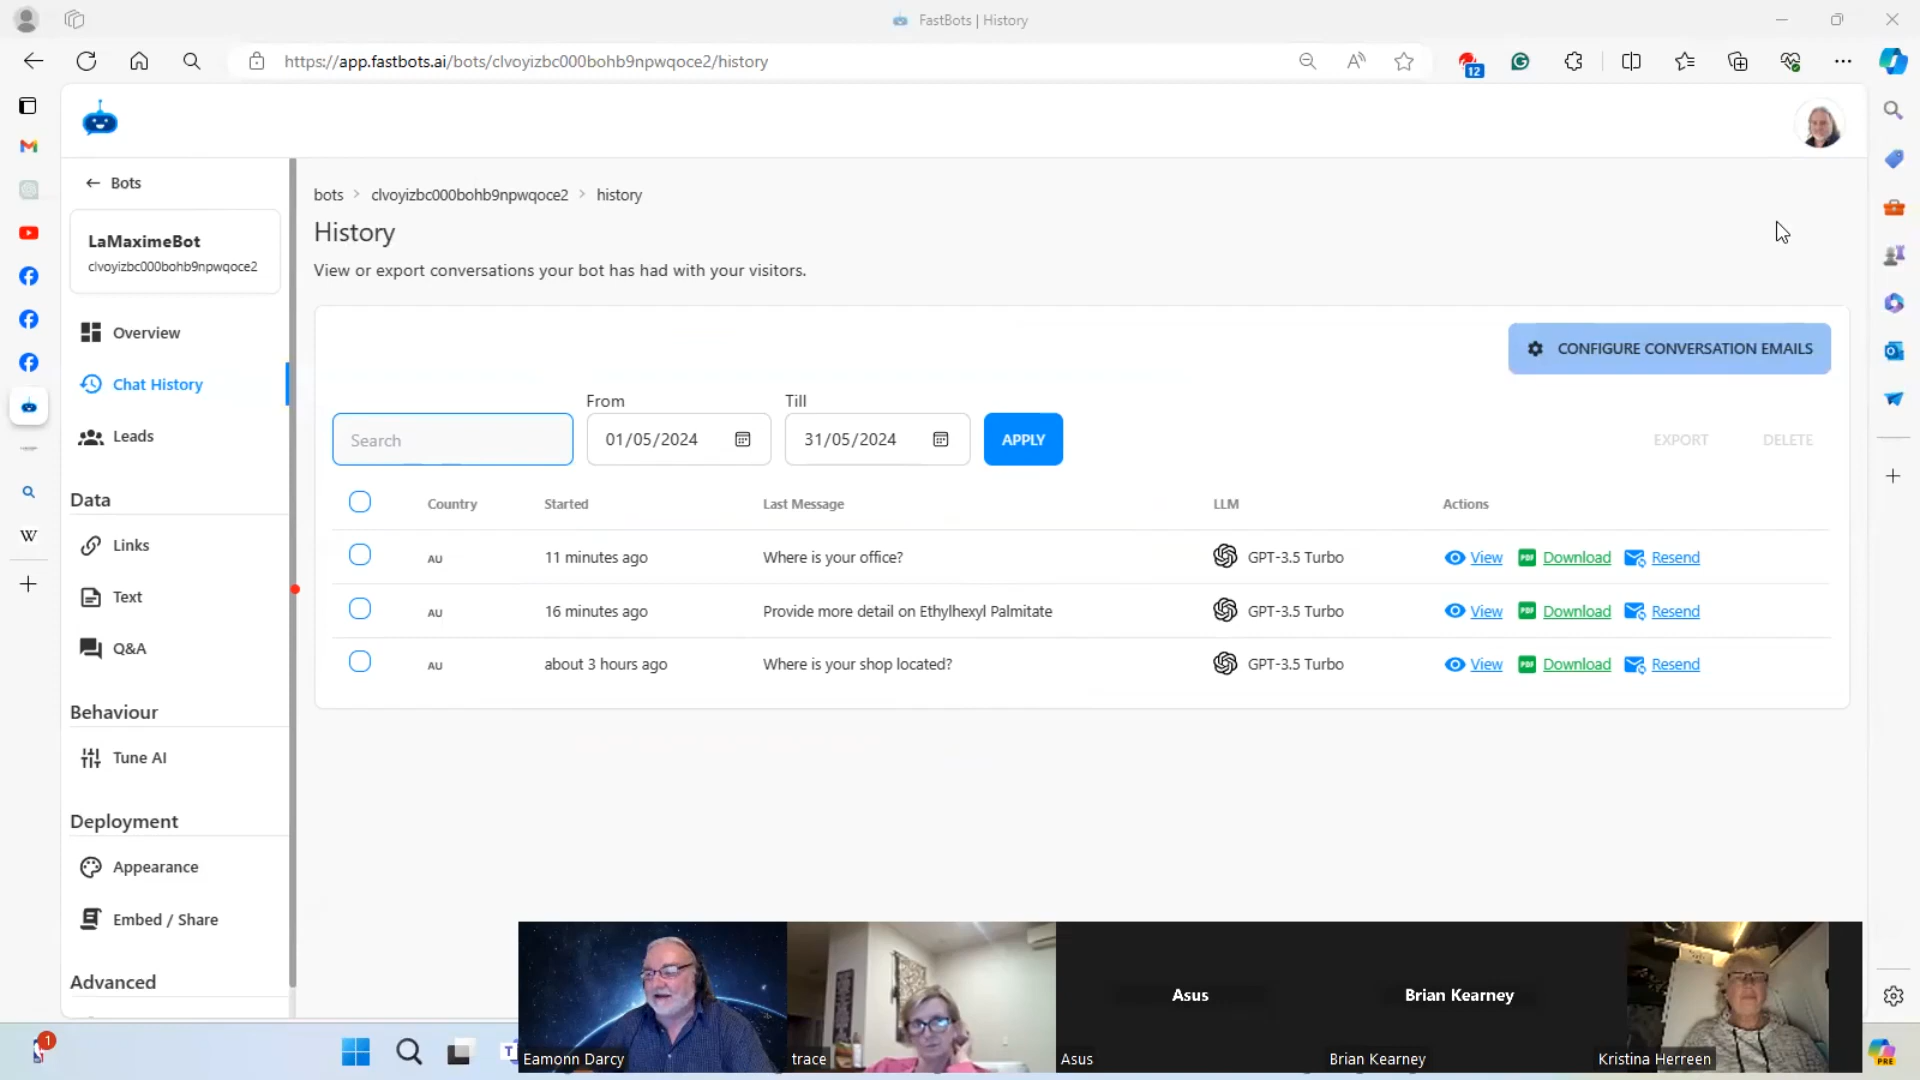 FastBots | History
https://app.fastbots.ai/bots/clvoyizbc000bohb9npwqoce2/history
12
Bots
LaMaximeBot
clvoyizbc000bohb9npwqoce2
Overview
Chat History
Leads
Data
Links
Text
Q&A
Behaviour
Tune AI
Deployment
Appearance
Embed / Share
Advanced
bots > clvoyizbc000bohb9npwqoce2 > history
History
View or export conversations your bot has had with your visitors.
CONFIGURE CONVERSATION EMAILS
From Till
Search 01/05/2024 31/05/2024 APPLY EXPORT DELETE
Country Started Last Message LLM Actions
AU 11 minutes ago Where is your office? GPT-3.5 Turbo View PDF Download Resend
AU 16 minutes ago Provide more detail on Ethylhexyl Palmitate GPT-3.5 Turbo View PDF Download Resend
AU about 3 hours ago Where is your shop located? GPT-3.5 Turbo View PDF Download Resend
Asus
Brian Kearney
Eamonn Darcy
trace
Asus
Brian Kearney
Kristina Herreen
1
T
W
PRE